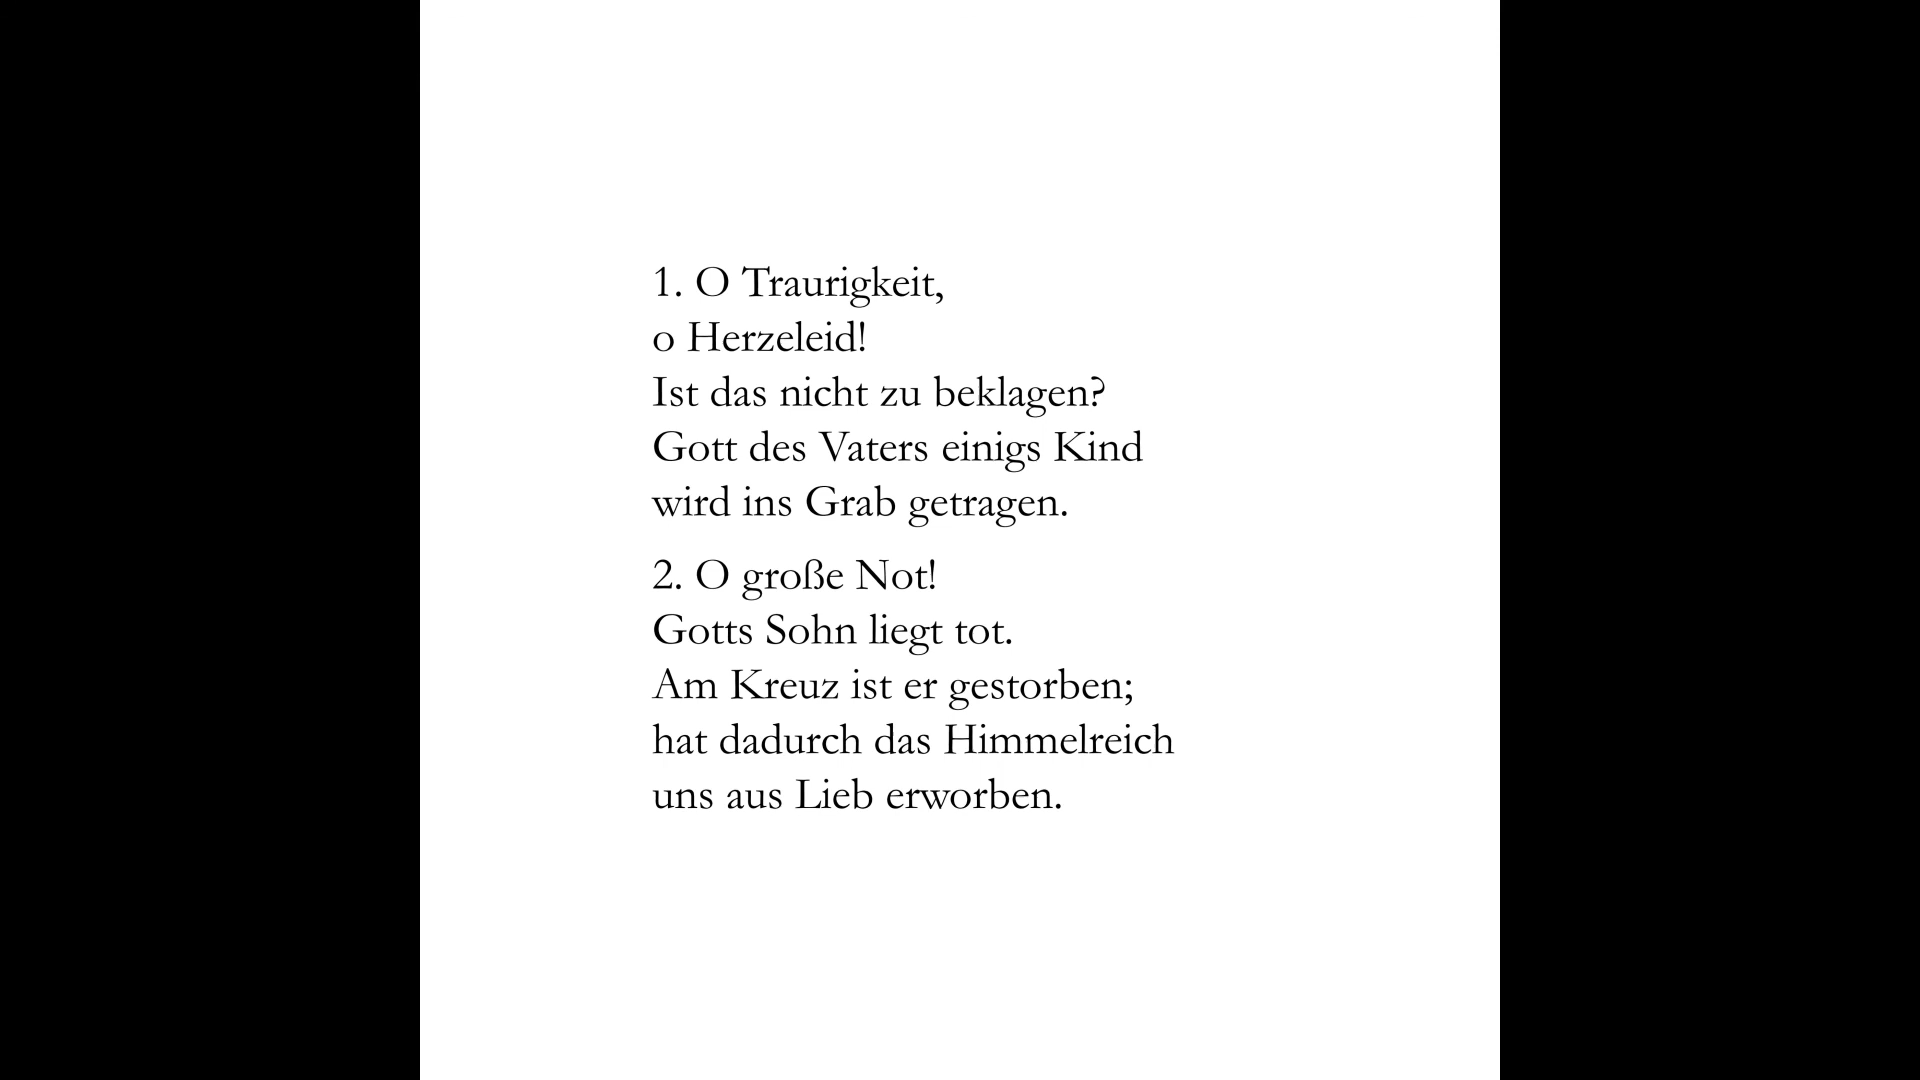 1. O Traurigkeit,
o Herzeleid!
Ist das nicht zu beklagen?
Gott des Vaters einigs Kind
wird ins Grab getragen.
2. O große Not!
Gotts Sohn liegt tot.
Am Kreuz ist er gestorben;
hat dadurch das Himmelreich
uns aus Lieb erworben.